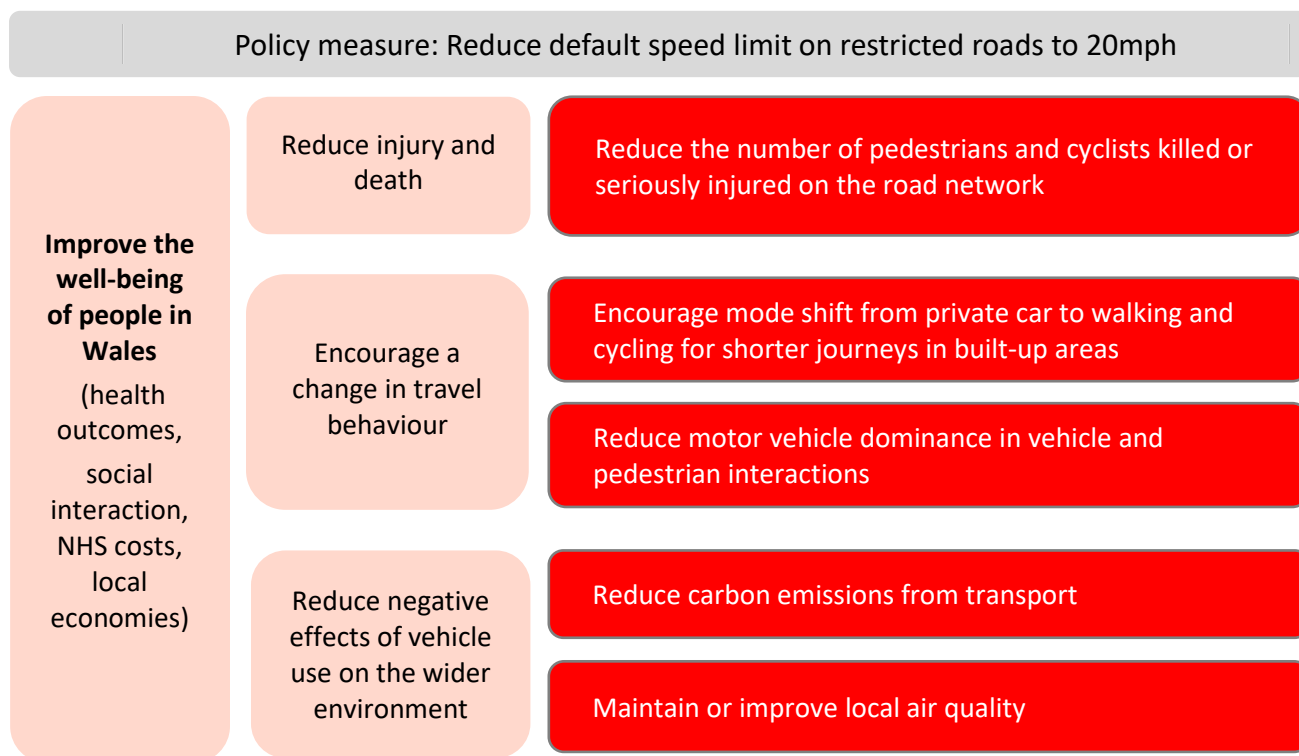 Policy measure: Reduce default speed limit on restricted roads to 20mph
Improve the
well-being
of people in
Wales
(health
outcomes,
social
interaction,
NHS costs,
local
economies)
Reduce injury and
death
Reduce the number of pedestrians and cyclists killed or
seriously injured on the road network
Encourage a
change in travel
behaviour
Encourage mode shift from private car to walking and
cycling for shorter journeys in built-up areas
Reduce motor vehicle dominance in vehicle and
pedestrian interactions
Reduce negative
effects of vehicle
use on the wider
environment
Reduce carbon emissions from transport
Maintain or improve local air quality